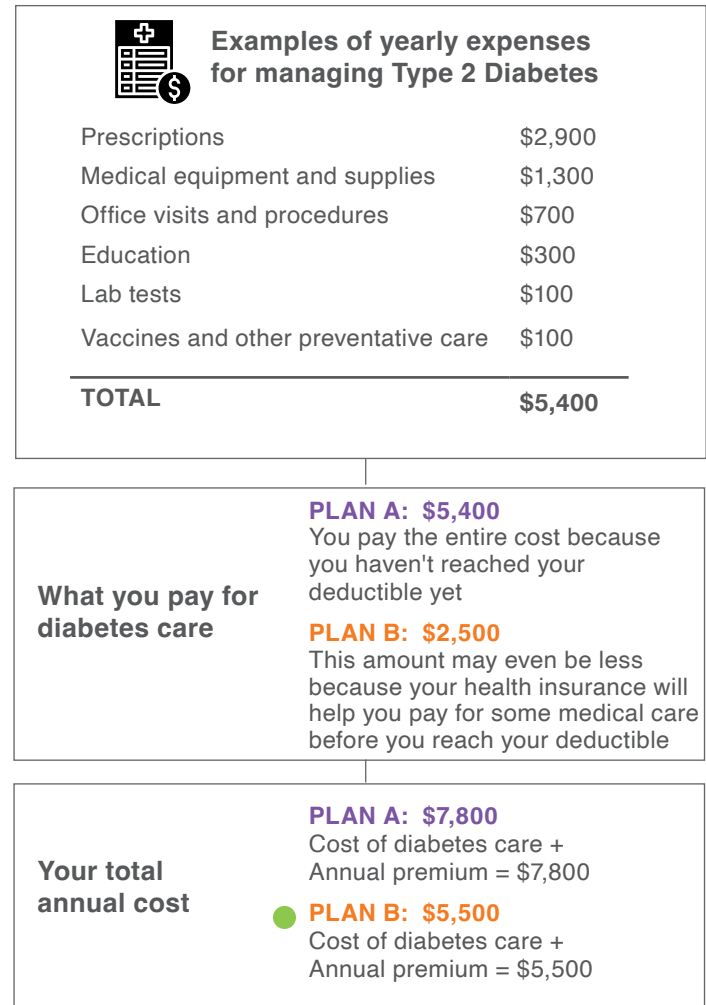 Examples of yearly expenses
for managing Type 2 Diabetes
$
Prescriptions $2,900
Medical equipment and supplies $1,300
Office visits and procedures $700
Education $300
Lab tests $100
Vaccines and other preventative care $100
TOTAL $5,400
What you pay for
diabetes care
PLAN A: $5,400
You pay the entire cost because
you haven't reached your
deductible yet
PLAN B: $2,500
This amount may even be less
because your health insurance will
help you pay for some medical care
before you reach your deductible
Your total
annual cost
PLAN A: $7,800
Cost of diabetes care +
Annual premium = $7,800
PLAN B: $5,500
Cost of diabetes care +
Annual premium = $5,500